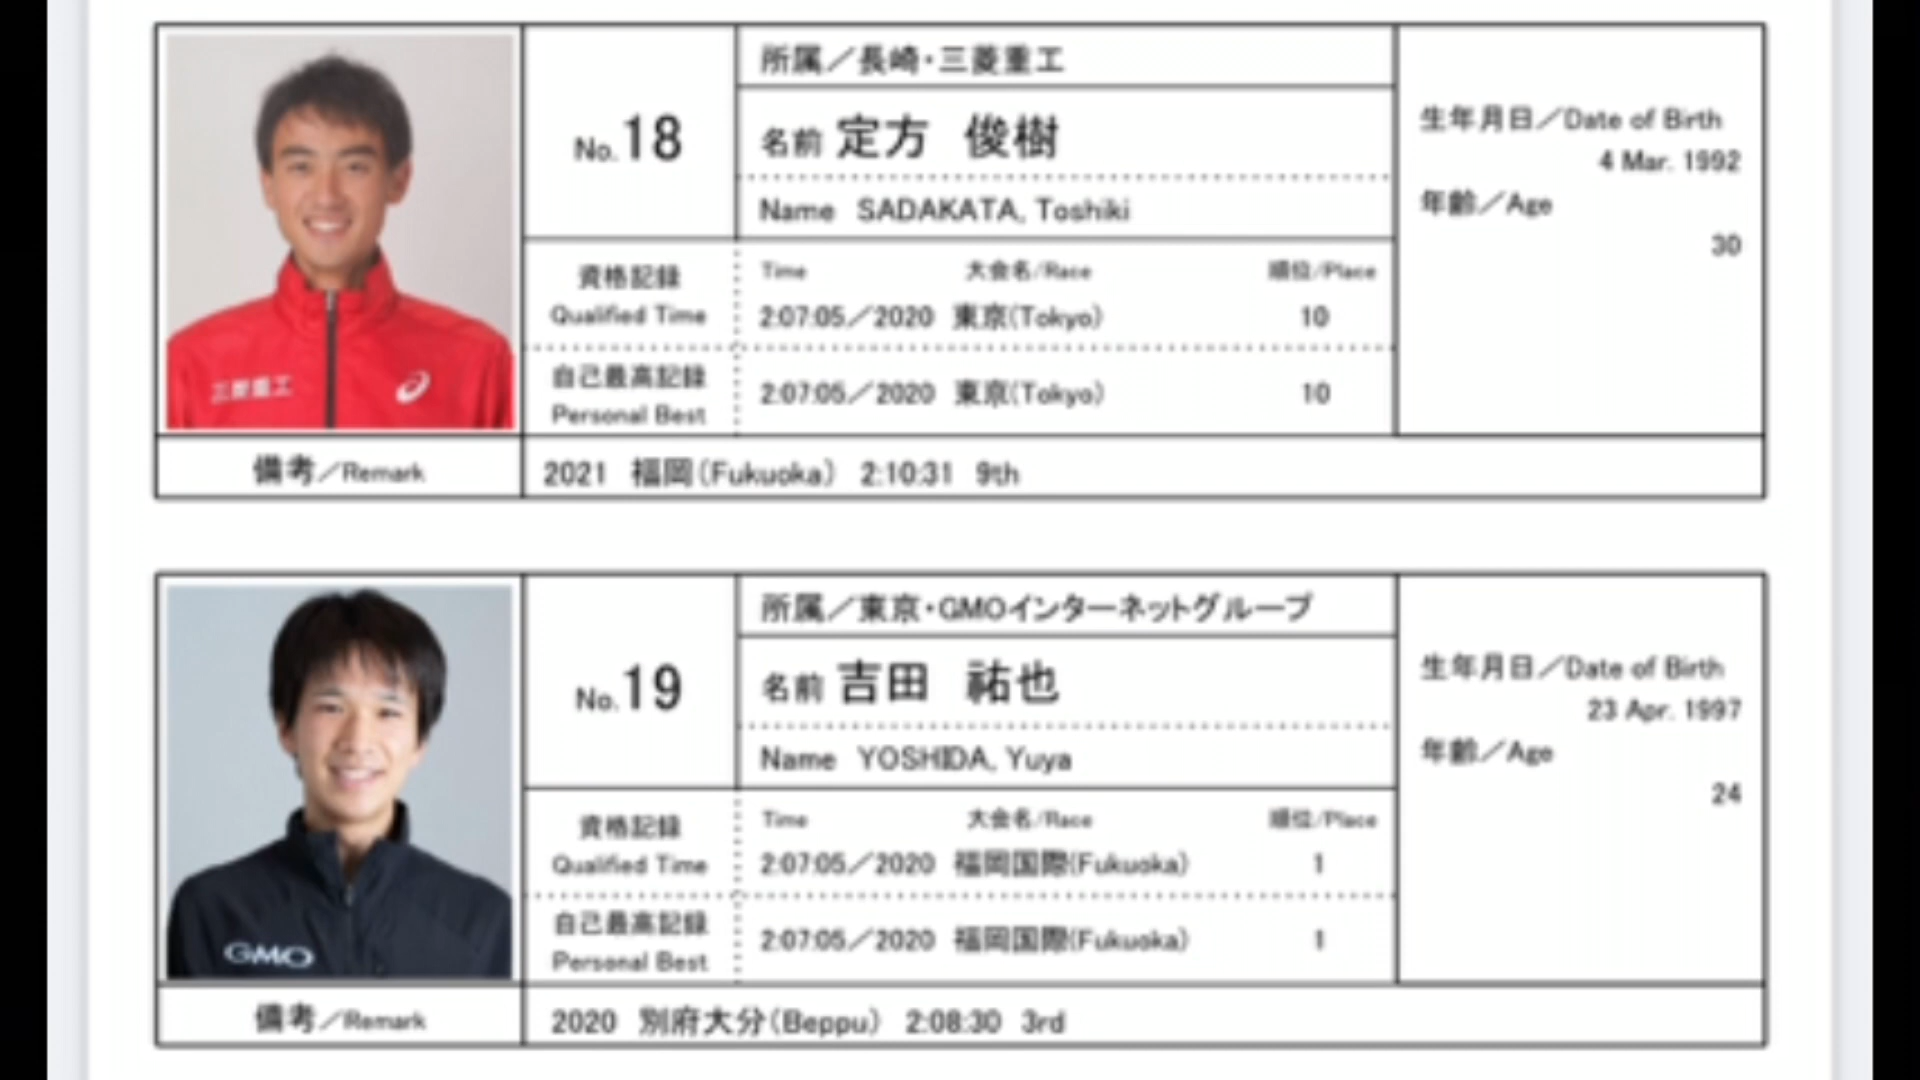 所属／長崎・三菱重工
No.18
名前 定方 俊樹
Name SADAKATA, Toshiki
生年月日／Date of Birth
4 Mar. 1992
年齢／Age
30
資格記録
Qualified Time
Time 大会名/Race 順位/Place
2:07:05／2020 東京(Tokyo) 10
自己最高記録
Personal Best
2:07:05／2020 東京(Tokyo) 10
三菱重工
備考／Remark
2021 福岡(Fukuoka) 2:10:31 9th
所属／東京・GMOインターネットグループ
No.19
名前 吉田 祐也
Name YOSHIDA, Yuya
生年月日／Date of Birth
23 Apr. 1997
年齢／Age
24
資格記録
Qualified Time
Time 大会名/Race 順位/Place
2:07:05／2020 福岡国際(Fukuoka) 1
自己最高記録
Personal Best
2:07:05／2020 福岡国際(Fukuoka) 1
GMO
備考／Remark
2020 別府大分(Beppu) 2:08:30 3rd